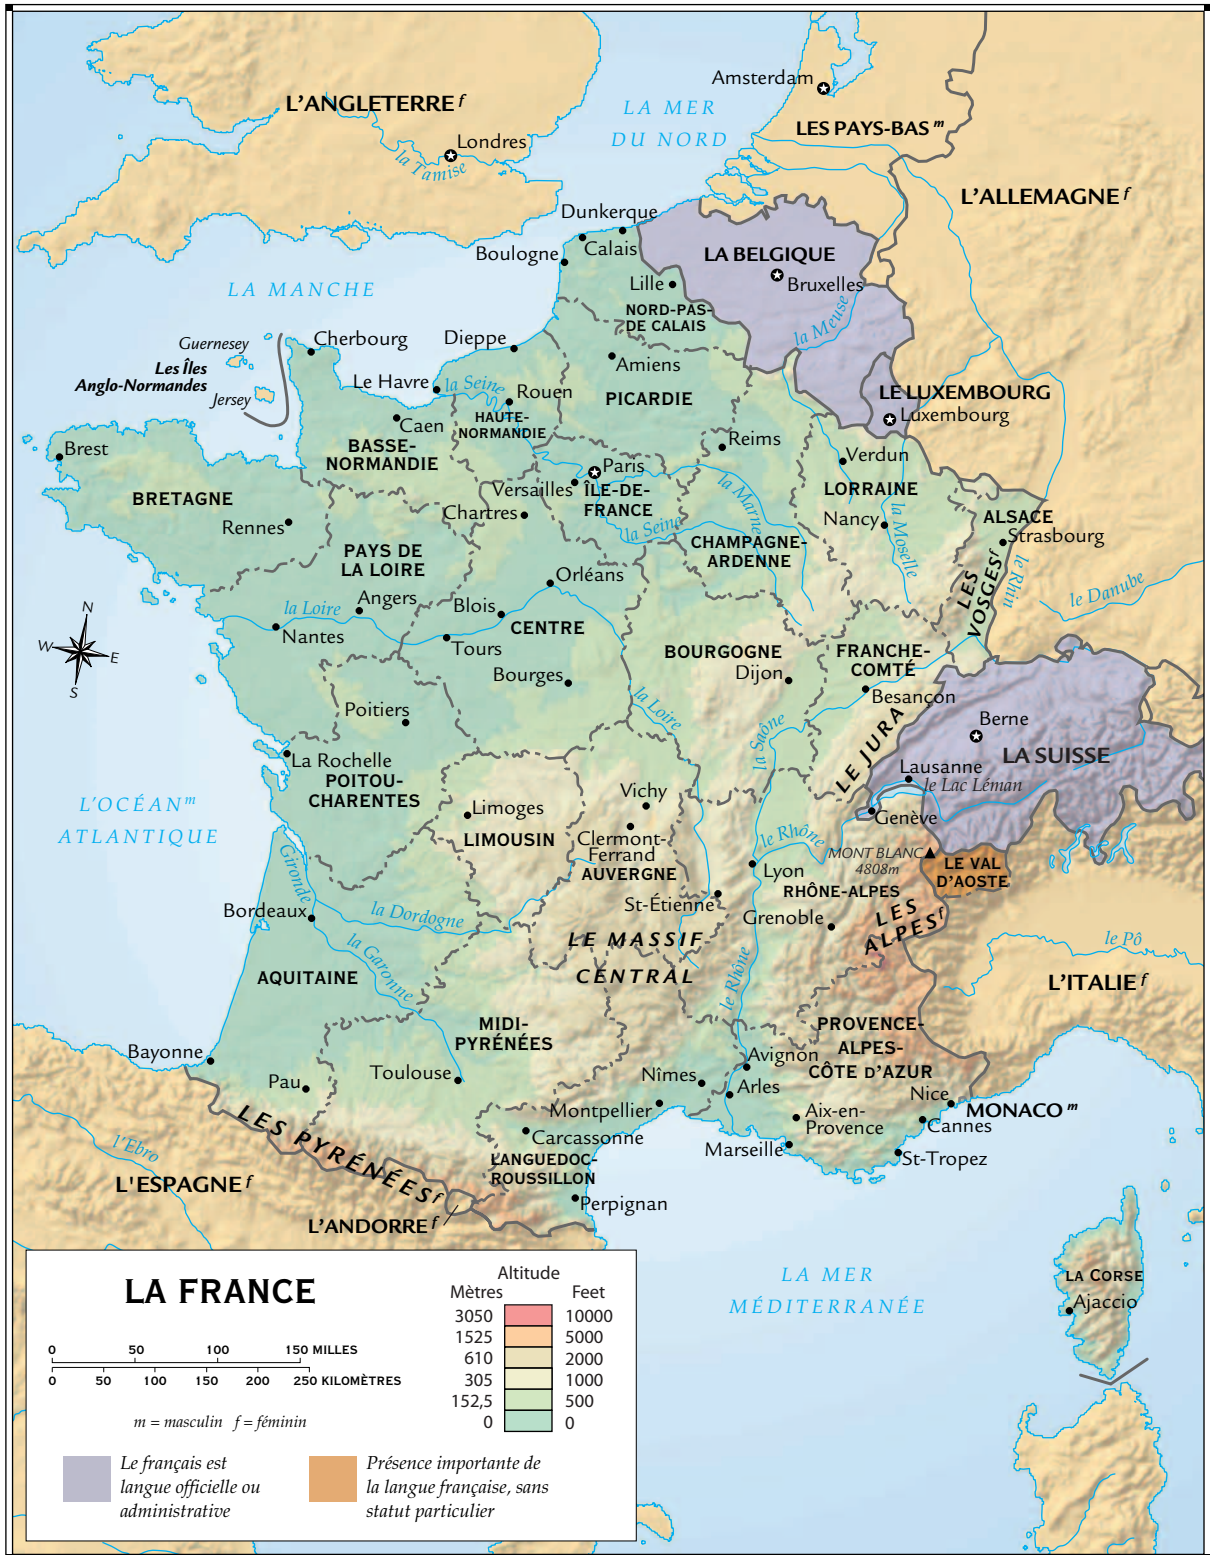 Amsterdam
L'ANGLETERRE f
LA MER
DU NORD
LES PAYS-BAS m
Londres
la Tamise
L'ALLEMAGNE f
Dunkerque
Calais
Boulogne
LA BELGIQUE
Bruxelles
Lille
LA MANCHE
NORD-PAS-
DE CALAIS
la Meuse
Guernesey
Cherbourg
Dieppe
Les Îles
Anglo-Normandes
Amiens
Jersey
Le Havre
la Seine
Rouen
PICARDIE
LE LUXEMBOURG
Luxembourg
HAUTE-
NORMANDIE
Caen
BASSE-
NORMANDIE
Reims
Brest
Verdun
Paris
Versailles
ÎLE-DE-
FRANCE
LORRAINE
la Marne
BRETAGNE
Rennes
Chartres
la Seine
Nancy
la Moselle
ALSACE
Strasbourg
CHAMPAGNE-
ARDENNE
PAYS DE
LA LOIRE
LES
VOSGES f
le Rhin
Orléans
le Danube
N
W
E
S
la Loire
Angers
Blois
CENTRE
Nantes
Tours
BOURGOGNE
Dijon
FRANCHE-
COMTÉ
Bourges
Besançon
Poitiers
la Loire
la Saône
LE JURA
Berne
LA SUISSE
La Rochelle
POITOU-
CHARENTES
Lausanne
le Lac Léman
L'OCÉAN m
ATLANTIQUE
Vichy
Limoges
LIMOUSIN
Genève
Clermont-
Ferrand
AUVERGNE
le Rhône
MONT BLANC
4808m
LE VAL
D'AOSTE
Gironde
Lyon
RHÔNE-ALPES
St-Étienne
Bordeaux
la Dordogne
Grenoble
LES
ALPES f
la Garonne
LE MASSIF
CENTRAL
le Pô
AQUITAINE
le Rhône
L'ITALIE f
MIDI-
PYRÉNÉES
PROVENCE-
ALPES-
CÔTE D'AZUR
Bayonne
Avignon
Pau
Toulouse
Nîmes
Arles
Nice
MONACO m
Montpellier
Aix-en-
Provence
Cannes
LES PYRÉNÉES f
Carcassonne
Marseille
St-Tropez
l'Ebro
LANGUEDOC-
ROUSSILLON
L'ESPAGNE f
Perpignan
L'ANDORRE f
LA MER
MÉDITERRANÉE
LA CORSE
Ajaccio
LA FRANCE
Altitude
Mètres Feet
3050 10000
1525 5000
610 2000
305 1000
152,5 500
0 0
0 50 100 150 MILLES
0 50 100 150 200 250 KILOMÈTRES
m = masculin f = féminin
Le français est
langue officielle ou
administrative
Présence importante de
la langue française, sans
statut particulier